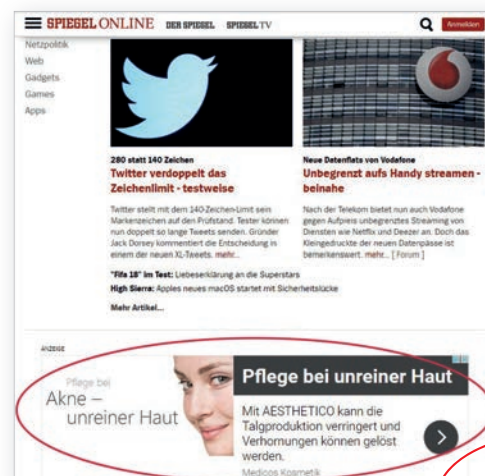 SPIEGEL ONLINE DER SPIEGEL SPIEGEL TV Anmelden
Netzpolitik
Web
Gadgets
Games
Apps
280 statt 140 Zeichen
Twitter verdoppelt das
Zeichenlimit - testweise
Twitter stellt mit dem 140-Zeichen-Limit sein
Markenzeichen auf den Prüfstand. Tester können
nun doppelt so lange Tweets senden. Gründer
Jack Dorsey kommentiert die Entscheidung in
einem der neuen XL-Tweets. mehr...
Neue Datenflats von Vodafone
Unbegrenzt aufs Handy streamen -
beinahe
Nach der Telekom bietet nun auch Vodafone
gegen Aufpreis unbegrenztes Streaming von
Diensten wie Netflix und Deezer an. Doch das
Kleingedruckte der neuen Datenpässe ist
bemerkenswert. mehr... [ Forum ]
"Fifa 18" im Test: Liebeserklärung an die Superstars
High Sierra: Apples neues macOS startet mit Sicherheitslücke
Mehr Artikel...
ANZEIGE
Pflege bei
Akne –
unreiner Haut
Pflege bei unreiner Haut
Mit AESTHETICO kann die
Talgproduktion verringert und
Verhornungen können gelöst
werden.
Medicos Kosmetik